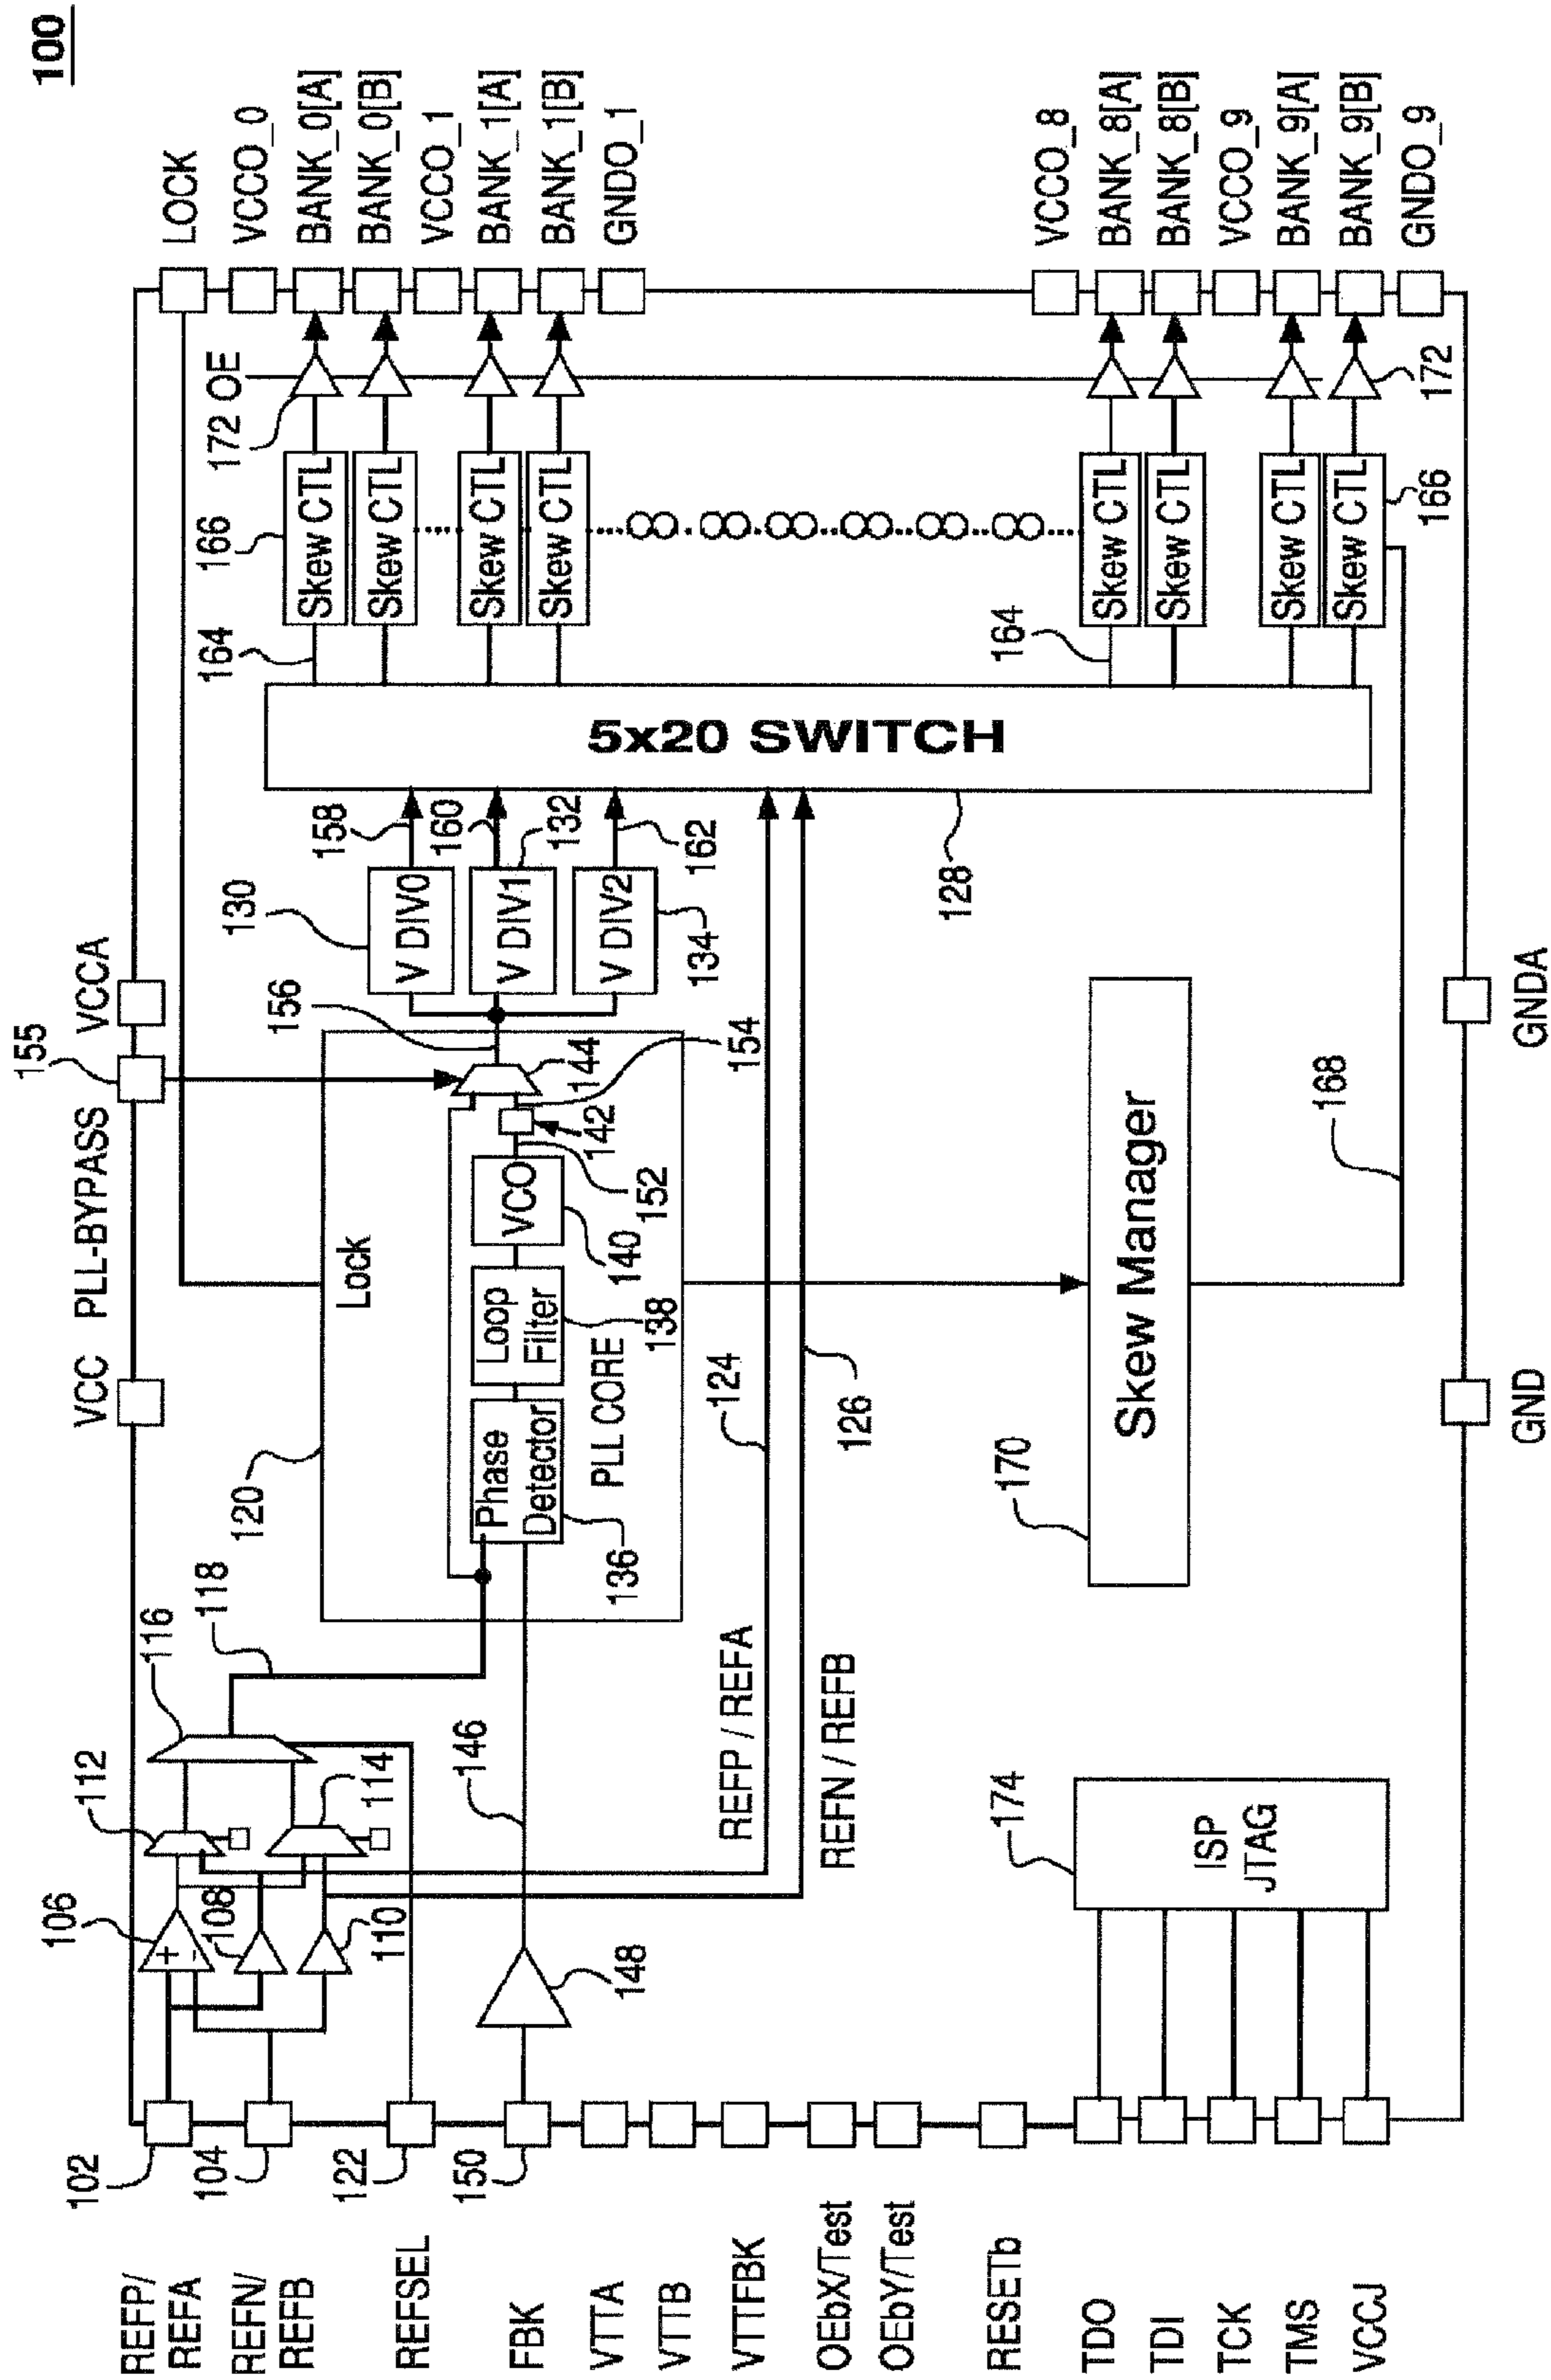 100
VCC
PLL-BYPASS
155
VCCA
LOCK
VCCO_0
BANK_0[A]
BANK_0[B]
VCCO_1
BANK_1[A]
BANK_1[B]
GNDO_1
VCCO_8
BANK_8[A]
BANK_8[B]
VCCO_9
BANK_9[A]
BANK_9[B]
GNDO_9
REFP/
REFA
102
REFN/
REFB
104
REFSEL
122
FBK
150
VTTA
VTTB
VTTFBK
OEbX/Test
OEbY/Test
RESETb
TDO
TDI
TCK
TMS
VCCJ
106
+
-
108
110
112
114
116
118
120
146
148
Lock
Phase
Detector
136
Loop
Filter
138
VCO
140
152
142
154
144
156
PLL CORE
130
V DIV0
158
V DIV1
160
132
V DIV2
162
134
REFP / REFA
124
REFN / REFB
126
5x20 SWITCH
128
164
164
166
Skew CTL
Skew CTL
Skew CTL
Skew CTL
Skew CTL
Skew CTL
Skew CTL
Skew CTL
166
172
OE
172
Skew Manager
170
168
174
ISP
JTAG
GND
GNDA